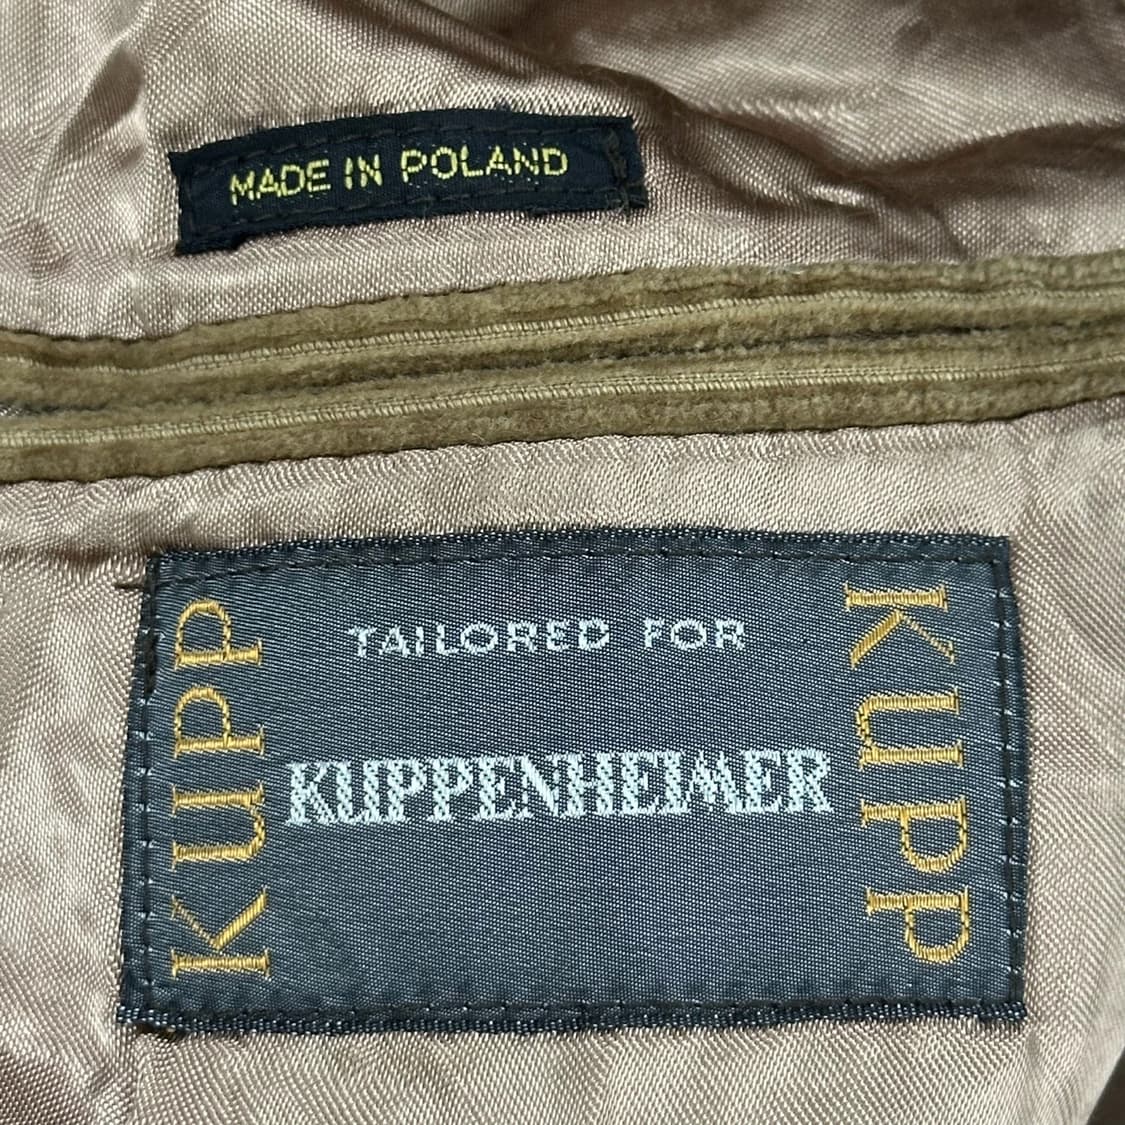 MADE IN POLAND
KUPP
TAILORED FOR
KUPPENHEIMER
KUPP